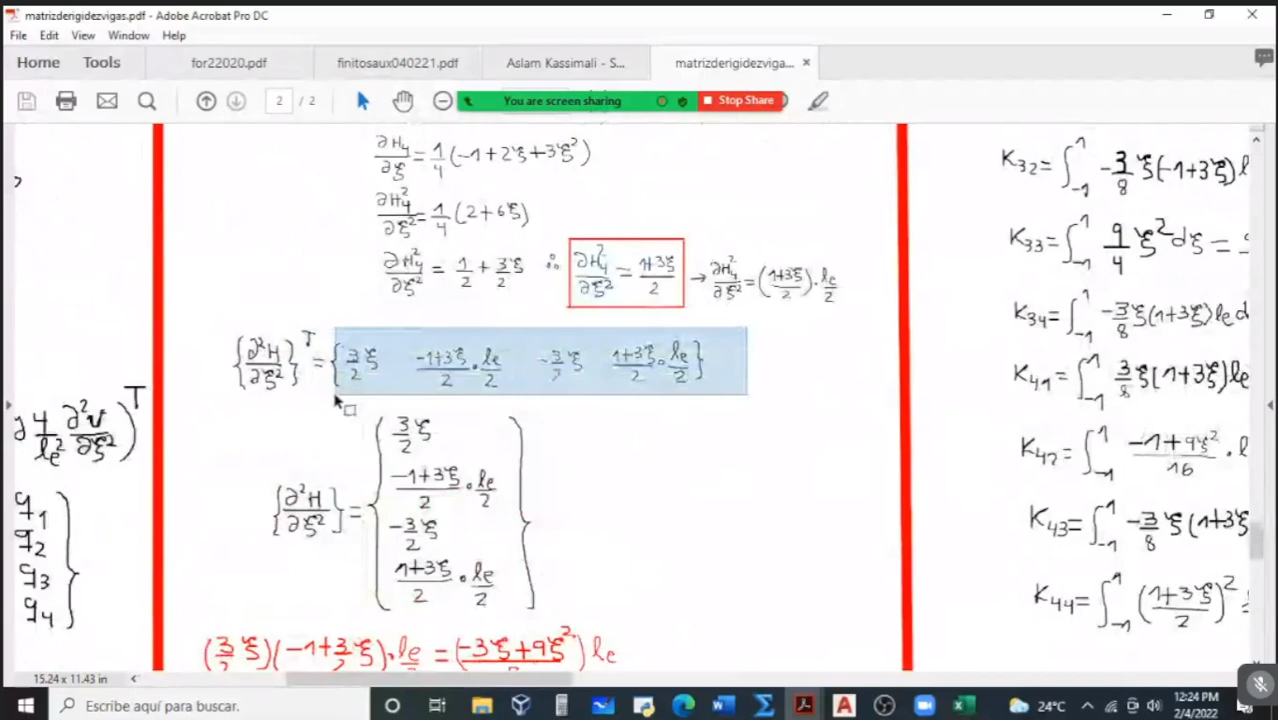 matrizderigidezvigas.pdf - Adobe Acrobat Pro DC
File Edit View Window Help
Home Tools for22020.pdf finitosaux040221.pdf Aslam Kassimali - S... matrizderigidezviga... ×
2 / 2 You are screen sharing Stop Share
∂H₄/∂ξ = 1/4(-1+2ξ+3ξ²)
∂H₄²/∂ξ² = 1/4(2+6ξ)
∂H₄²/∂ξ² = 1/2 + 3ξ/2 ∴ ∂H₄²/∂ξ² = 1+3ξ/2 → ∂H₄²/∂ξ² = (1+3ξ/2)·le/2
{∂²H/∂ξ²}ᵀ = {3/2 ξ -1+3ξ/2·le/2 -3/2 ξ 1+3ξ/2·le/2}
{∂²H/∂ξ²} = {
3/2 ξ
-1+3ξ/2·le/2
-3/2 ξ
1+3ξ/2·le/2
}
(3/2 ξ)(-1+3ξ/2)·le/2 = (-3ξ+9ξ²) le
4/le² ∂²v/∂ξ²)ᵀ
q₁
q₂
q₃
q₄
K₃₂= ∫₋₁¹ -3/8 ξ(-1+3ξ)l
K₃₃= ∫₋₁¹ 9/4 ξ²dξ =
K₃₄= ∫₋₁¹ -3/8 ξ(1+3ξ)le d
K₄₁= ∫₋₁¹ 3/8 ξ(1+3ξ)le
K₄₂= ∫₋₁¹ -1+9ξ²/16 · l
K₄₃= ∫₋₁¹ -3/8 ξ(1+3ξ
K₄₄= ∫₋₁¹ (1+3ξ/2)²
15.24 x 11.43 in
Escribe aquí para buscar.
24°C
12:24 PM
2/4/2022